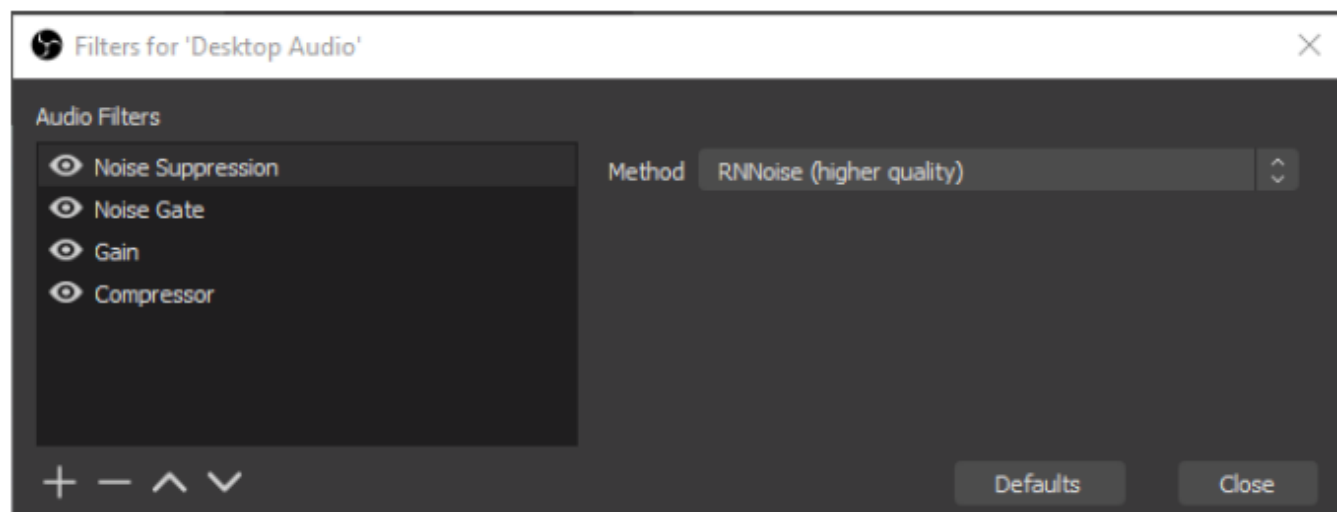 Filters for 'Desktop Audio'
Audio Filters
Noise Suppression
Noise Gate
Gain
Compressor
Method RNNoise (higher quality)
Defaults Close